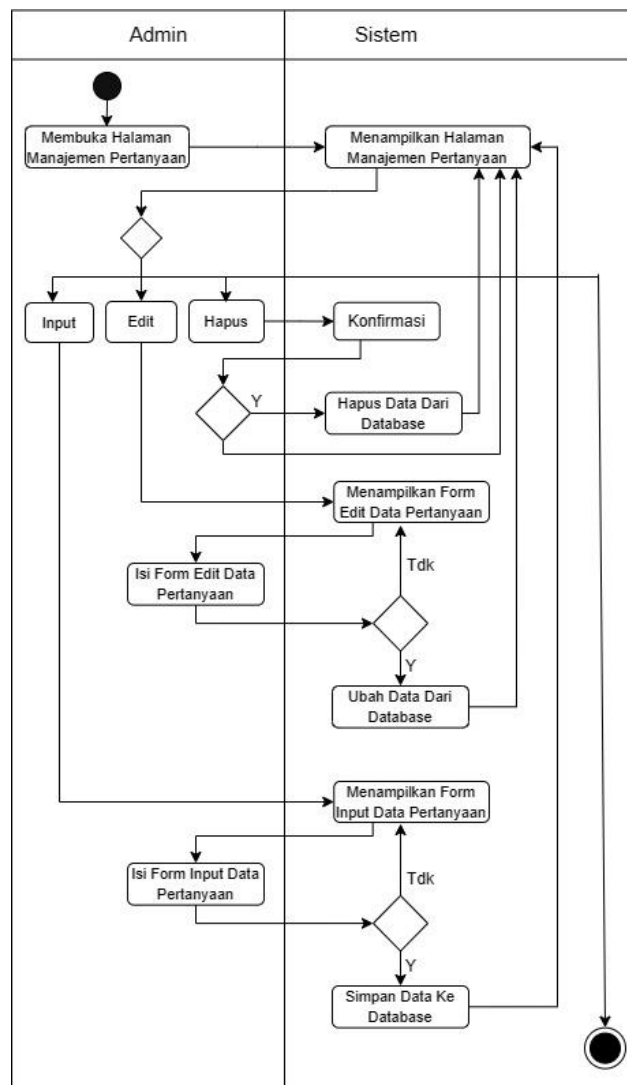 Admin
Sistem
Membuka Halaman
Manajemen Pertanyaan
Menampilkan Halaman
Manajemen Pertanyaan
Input
Edit
Hapus
Konfirmasi
Y
Hapus Data Dari
Database
Menampilkan Form
Edit Data Pertanyaan
Isi Form Edit Data
Pertanyaan
Tdk
Y
Ubah Data Dari
Database
Menampilkan Form
Input Data Pertanyaan
Isi Form Input Data
Pertanyaan
Tdk
Y
Simpan Data Ke
Database